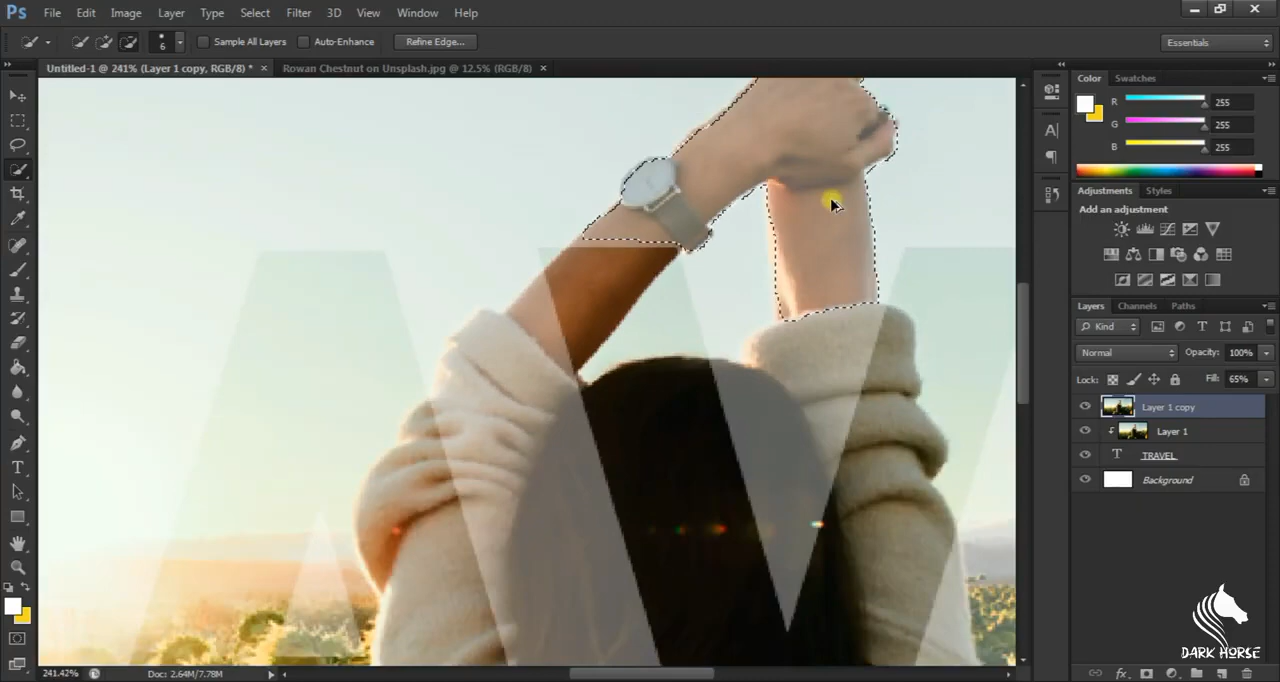 Ps File Edit Image Layer Type Select Filter 3D View Window Help
6 Sample All Layers Auto-Enhance Refine Edge... Essentials
Untitled-1 @ 241% (Layer 1 copy, RGB/8) * × Rowan Chestnut on Unsplash.jpg @ 12.5% (RGB/8) ×
Color Swatches
R 255
G 255
B 255
Adjustments Styles
Add an adjustment
Layers Channels Paths
Kind
Normal Opacity: 100%
Lock: Fill: 65%
Layer 1 copy
Layer 1
T TRAVEL
Background
DARK HORSE
241.42% Doc: 2.64M/7.78M